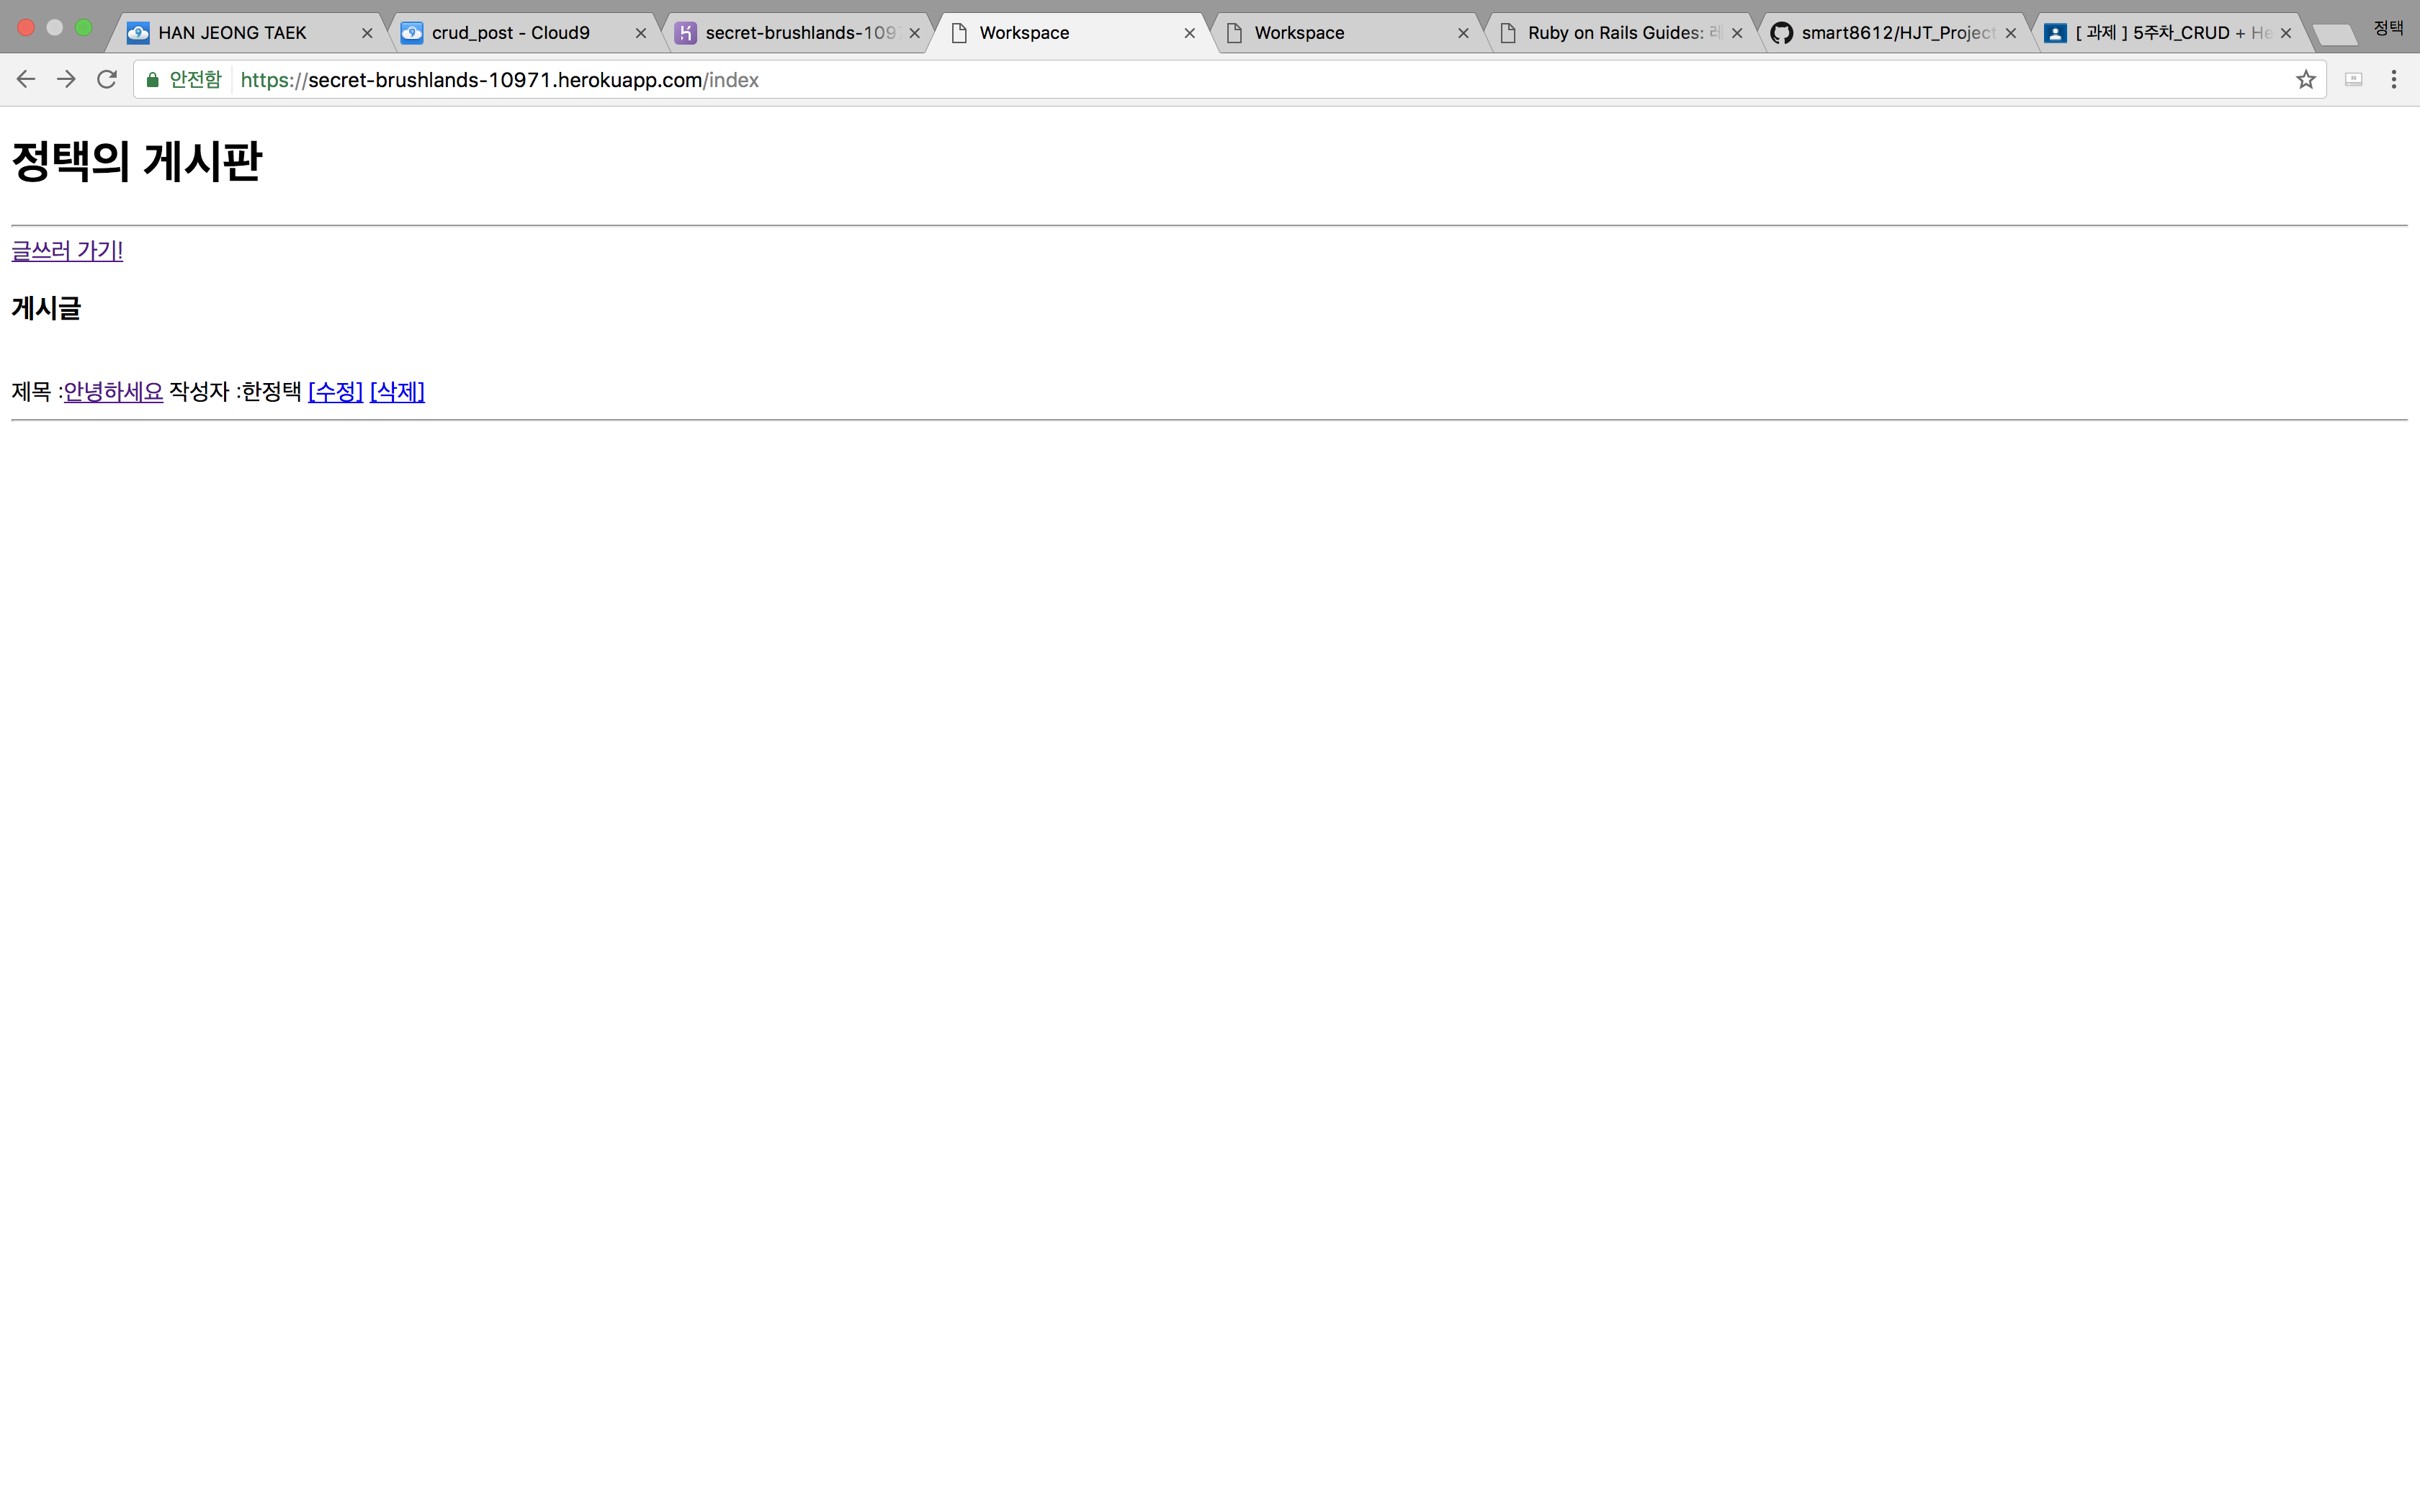 HAN JEONG TAEK
crud_post - Cloud9
secret-brushlands-109
Workspace
Workspace
Ruby on Rails Guides: 레
smart8612/HJT_Project
[ 과제 ] 5주차_CRUD + He
정택
안전함 https://secret-brushlands-10971.herokuapp.com/index
정택의 게시판
글쓰러 가기!
게시글
제목 :안녕하세요 작성자 :한정택 [수정] [삭제]